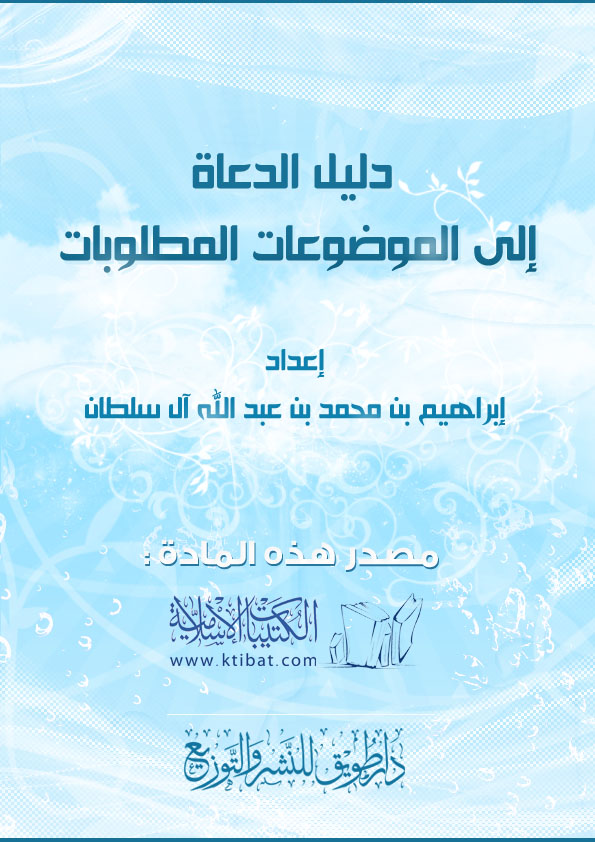 دليل الدعاة
إلى الموضوعات المطلوبات
إعداد
إبراهيم بن محمد بن عبد الله آل سلطان
مصدر هذه المادة :
الكتيبات الإسلامية
www.ktibat.com
دار طويق للنشر والتوزيع